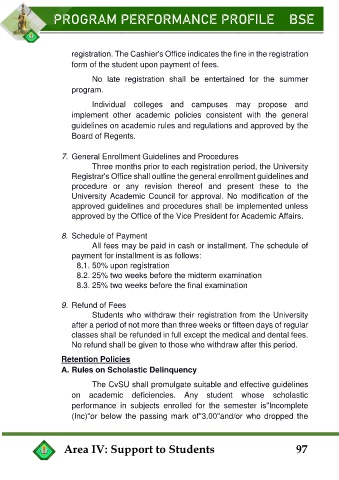 PROGRAM PERFORMANCE PROFILE BSE
registration. The Cashier's Office indicates the fine in the registration
form of the student upon payment of fees.
No late registration shall be entertained for the summer
program.
Individual colleges and campuses may propose and
implement other academic policies consistent with the general
guidelines on academic rules and regulations and approved by the
Board of Regents.
7. General Enrollment Guidelines and Procedures
Three months prior to each registration period, the University
Registrar's Office shall outline the general enrollment guidelines and
procedure or any revision thereof and present these to the
University Academic Council for approval. No modification of the
approved guidelines and procedures shall be implemented unless
approved by the Office of the Vice President for Academic Affairs.
8. Schedule of Payment
All fees may be paid in cash or installment. The schedule of
payment for installment is as follows:
8.1. 50% upon registration
8.2. 25% two weeks before the midterm examination
8.3. 25% two weeks before the final examination
9. Refund of Fees
Students who withdraw their registration from the University
after a period of not more than three weeks or fifteen days of regular
classes shall be refunded in full except the medical and dental fees.
No refund shall be given to those who withdraw after this period.
Retention Policies
A. Rules on Scholastic Delinquency
The CvSU shall promulgate suitable and effective guidelines
on academic deficiencies. Any student whose scholastic
performance in subjects enrolled for the semester is"Incomplete
(Inc)"or below the passing mark of"3.00"and/or who dropped the
Area IV: Support to Students 97